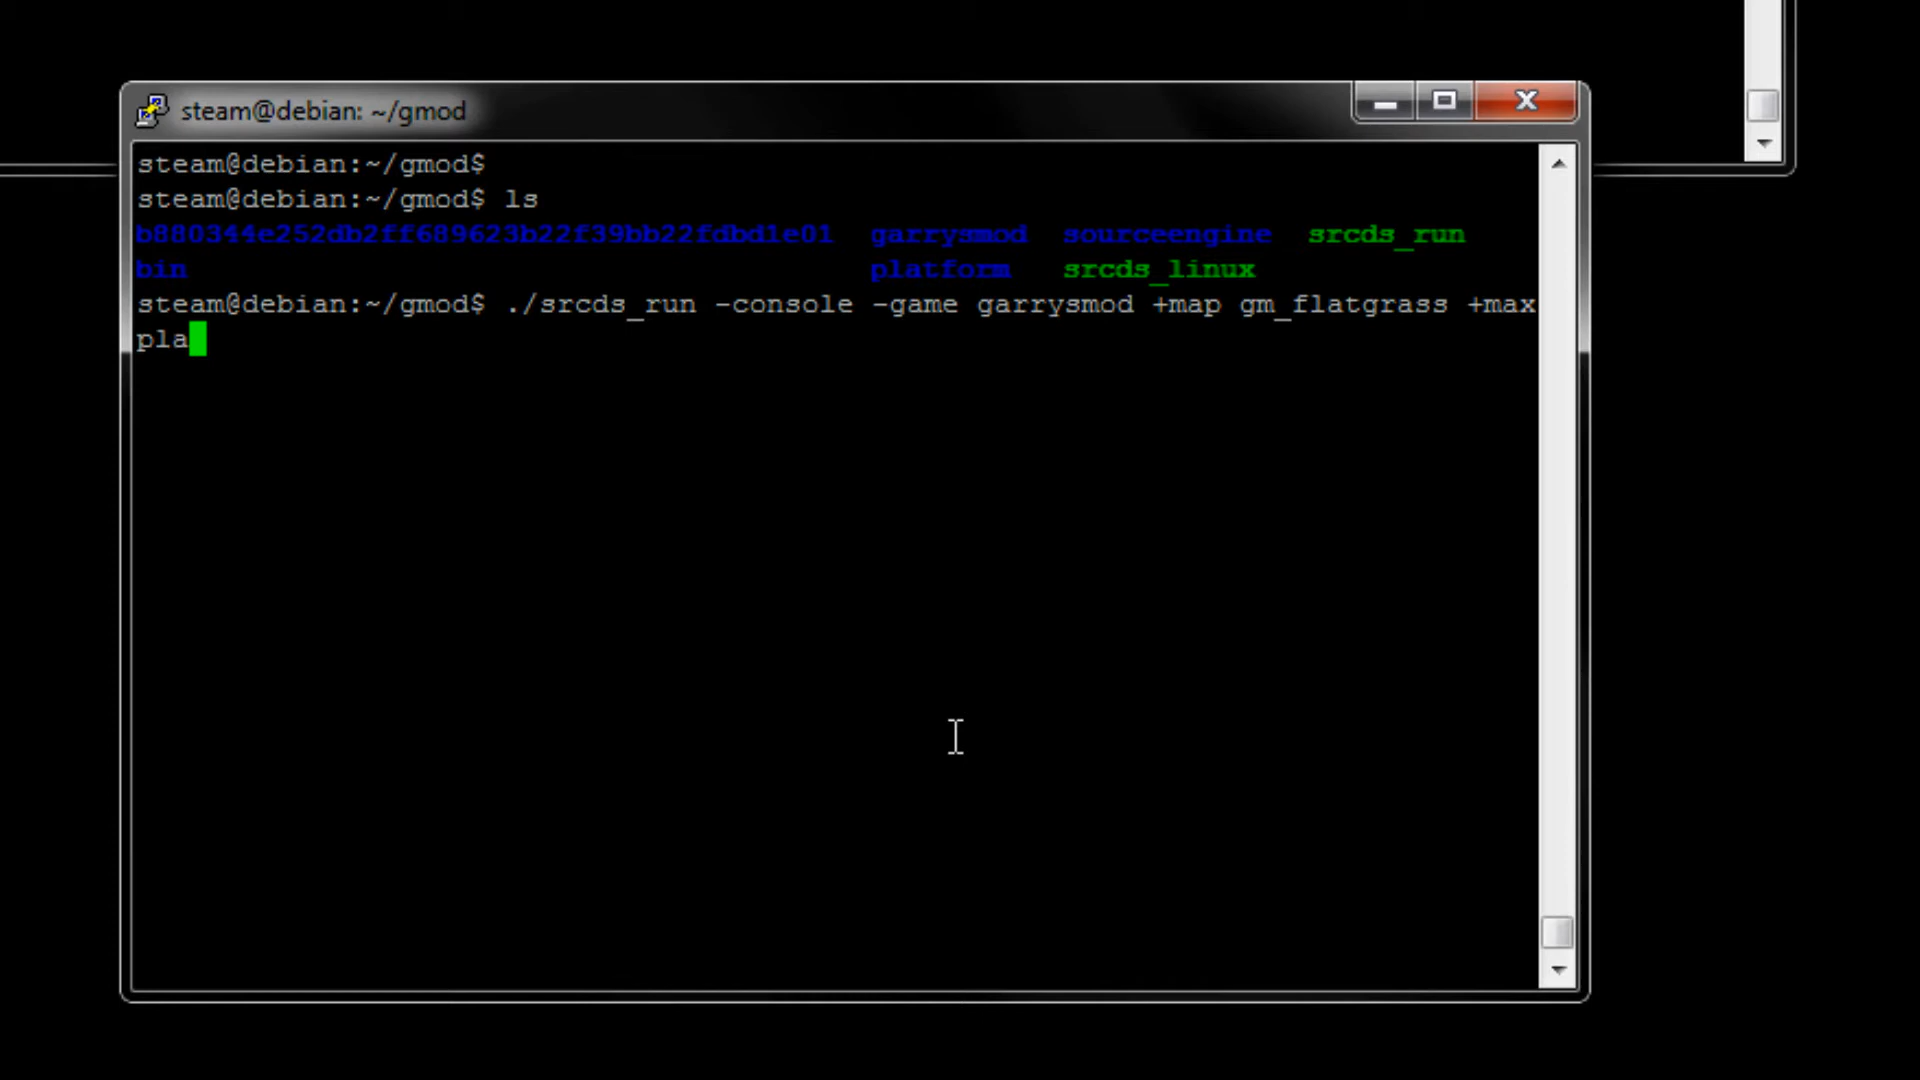 steam@debian: ~/gmod
steam@debian:~/gmod$
steam@debian:~/gmod$ ls
b880344e252db2ff689623b22f39bb22fdbd1e01 garrysmod sourceengine srcds_run
bin platform srcds_linux
steam@debian:~/gmod$ ./srcds_run -console -game garrysmod +map gm_flatgrass +max
pla